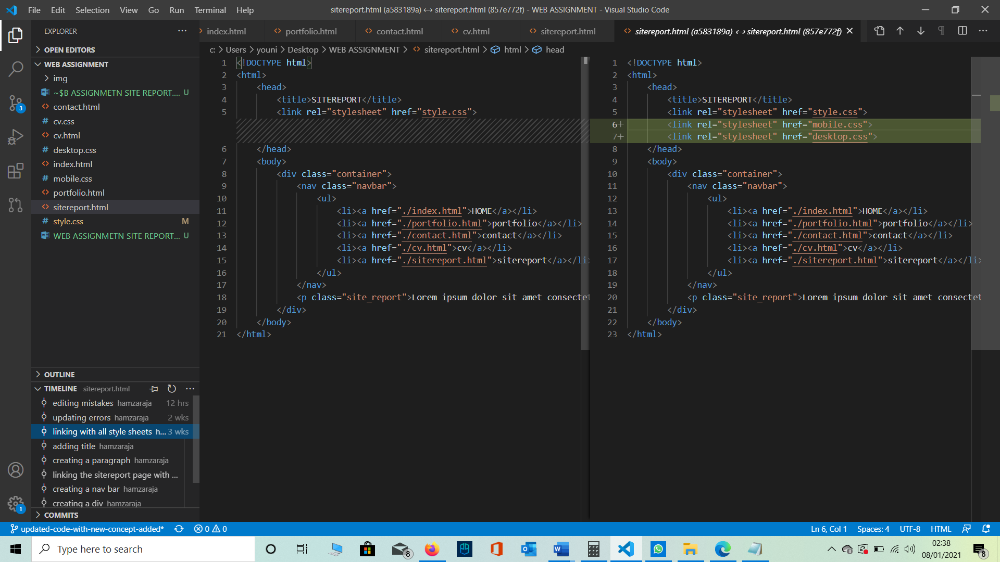 File Edit Selection View Go Run Terminal Help
sitereport.html (a583189a) ↔ sitereport.html (857e772f) - WEB ASSIGNMENT - Visual Studio Code
EXPLORER
index.html
portfolio.html
contact.html
cv.html
sitereport.html
sitereport.html (a583189a) ↔ sitereport.html (857e772f)
OPEN EDITORS
WEB ASSIGNMENT
img
~$B ASSIGNMETN SITE REPORT.... U
contact.html
cv.css
cv.html
desktop.css
index.html
mobile.css
portfolio.html
sitereport.html
style.css M
WEB ASSIGNMETN SITE REPORT... U
OUTLINE
TIMELINE sitereport.html
editing mistakes hamzaraja 12 hrs
updating errors hamzaraja 2 wks
linking with all style sheets h... 3 wks
adding title hamzaraja
creating a paragraph hamzaraja
linking the sitereport page with ...
creating a nav bar hamzaraja
creating a div hamzaraja
COMMITS
3
1
c: > Users > youni > Desktop > WEB ASSIGNMENT > sitereport.html > html > head
1 <!DOCTYPE html>
2 <html>
3 <head>
4 <title>SITEREPORT</title>
5 <link rel="stylesheet" href="style.css">
6 </head>
7 <body>
8 <div class="container">
9 <nav class="navbar">
10 <ul>
11 <li><a href="./index.html">HOME</a></li>
12 <li><a href="./portfolio.html">portfolio</a></li>
13 <li><a href="./contact.html">contact</a></li>
14 <li><a href="./cv.html">cv</a></li>
15 <li><a href="./sitereport.html">sitereport</a></li>
16 </ul>
17 </nav>
18 <p class="site_report">Lorem ipsum dolor sit amet consectet
19 </div>
20 </body>
21 </html>
1 <!DOCTYPE html>
2 <html>
3 <head>
4 <title>SITEREPORT</title>
5 <link rel="stylesheet" href="style.css">
6+ <link rel="stylesheet" href="mobile.css">
7+ <link rel="stylesheet" href="desktop.css">
8 </head>
9 <body>
10 <div class="container">
11 <nav class="navbar">
12 <ul>
13 <li><a href="./index.html">HOME</a></li>
14 <li><a href="./portfolio.html">portfolio</a></li>
15 <li><a href="./contact.html">contact</a></li>
16 <li><a href="./cv.html">cv</a></li>
17 <li><a href="./sitereport.html">sitereport</a></li>
18 </ul>
19 </nav>
20 <p class="site_report">Lorem ipsum dolor sit amet consectet
21 </div>
22 </body>
23 </html>
updated-code-with-new-concept-added* 0 0
Ln 6, Col 1 Spaces: 4 UTF-8 HTML
Type here to search
8
02:38
08/01/2021
8